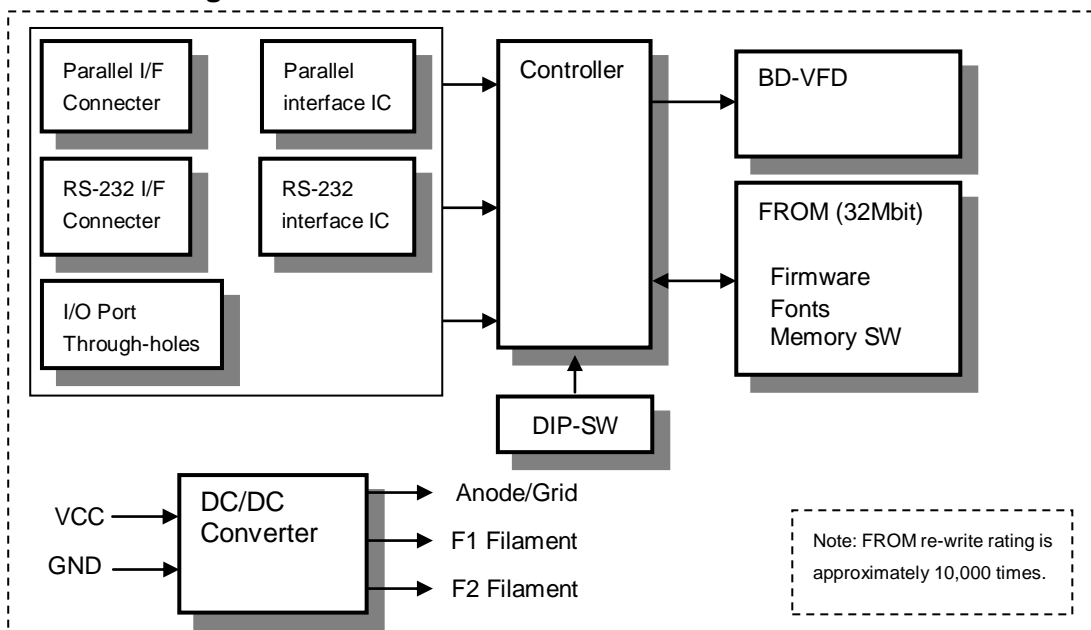 Parallel I/F
Connecter
Parallel
interface IC
RS-232 I/F
Connecter
RS-232
interface IC
I/O Port
Through-holes
Controller
BD-VFD
FROM (32Mbit)
Firmware
Fonts
Memory SW
DIP-SW
VCC
GND
DC/DC
Converter
Anode/Grid
F1 Filament
F2 Filament
Note: FROM re-write rating is
approximately 10,000 times.